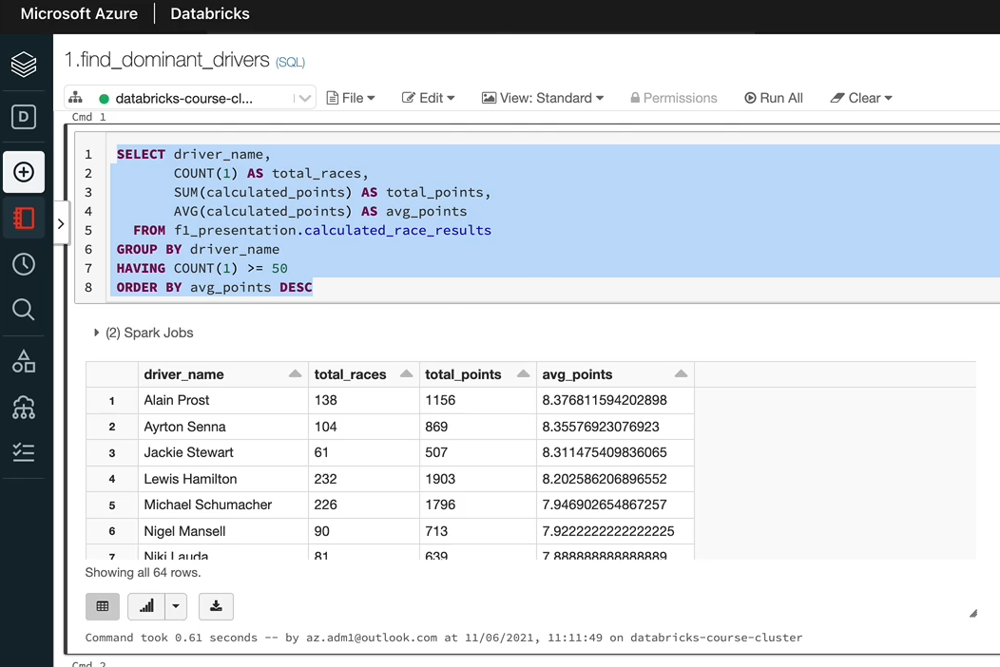 Microsoft Azure | Databricks
1.find_dominant_drivers (SQL)
databricks-course-cl... File Edit View: Standard Permissions Run All Clear
Cmd 1
1 SELECT driver_name,
2 COUNT(1) AS total_races,
3 SUM(calculated_points) AS total_points,
4 AVG(calculated_points) AS avg_points
5 FROM f1_presentation.calculated_race_results
6 GROUP BY driver_name
7 HAVING COUNT(1) >= 50
8 ORDER BY avg_points DESC
(2) Spark Jobs
driver_name total_races total_points avg_points
1 Alain Prost 138 1156 8.376811594202898
2 Ayrton Senna 104 869 8.35576923076923
3 Jackie Stewart 61 507 8.311475409836065
4 Lewis Hamilton 232 1903 8.202586206896552
5 Michael Schumacher 226 1796 7.946902654867257
6 Nigel Mansell 90 713 7.9222222222222225
7 Niki Lauda 81 639 7.888888888888889
Showing all 64 rows.
Command took 0.61 seconds -- by az.adm1@outlook.com at 11/06/2021, 11:11:49 on databricks-course-cluster
Cmd 2